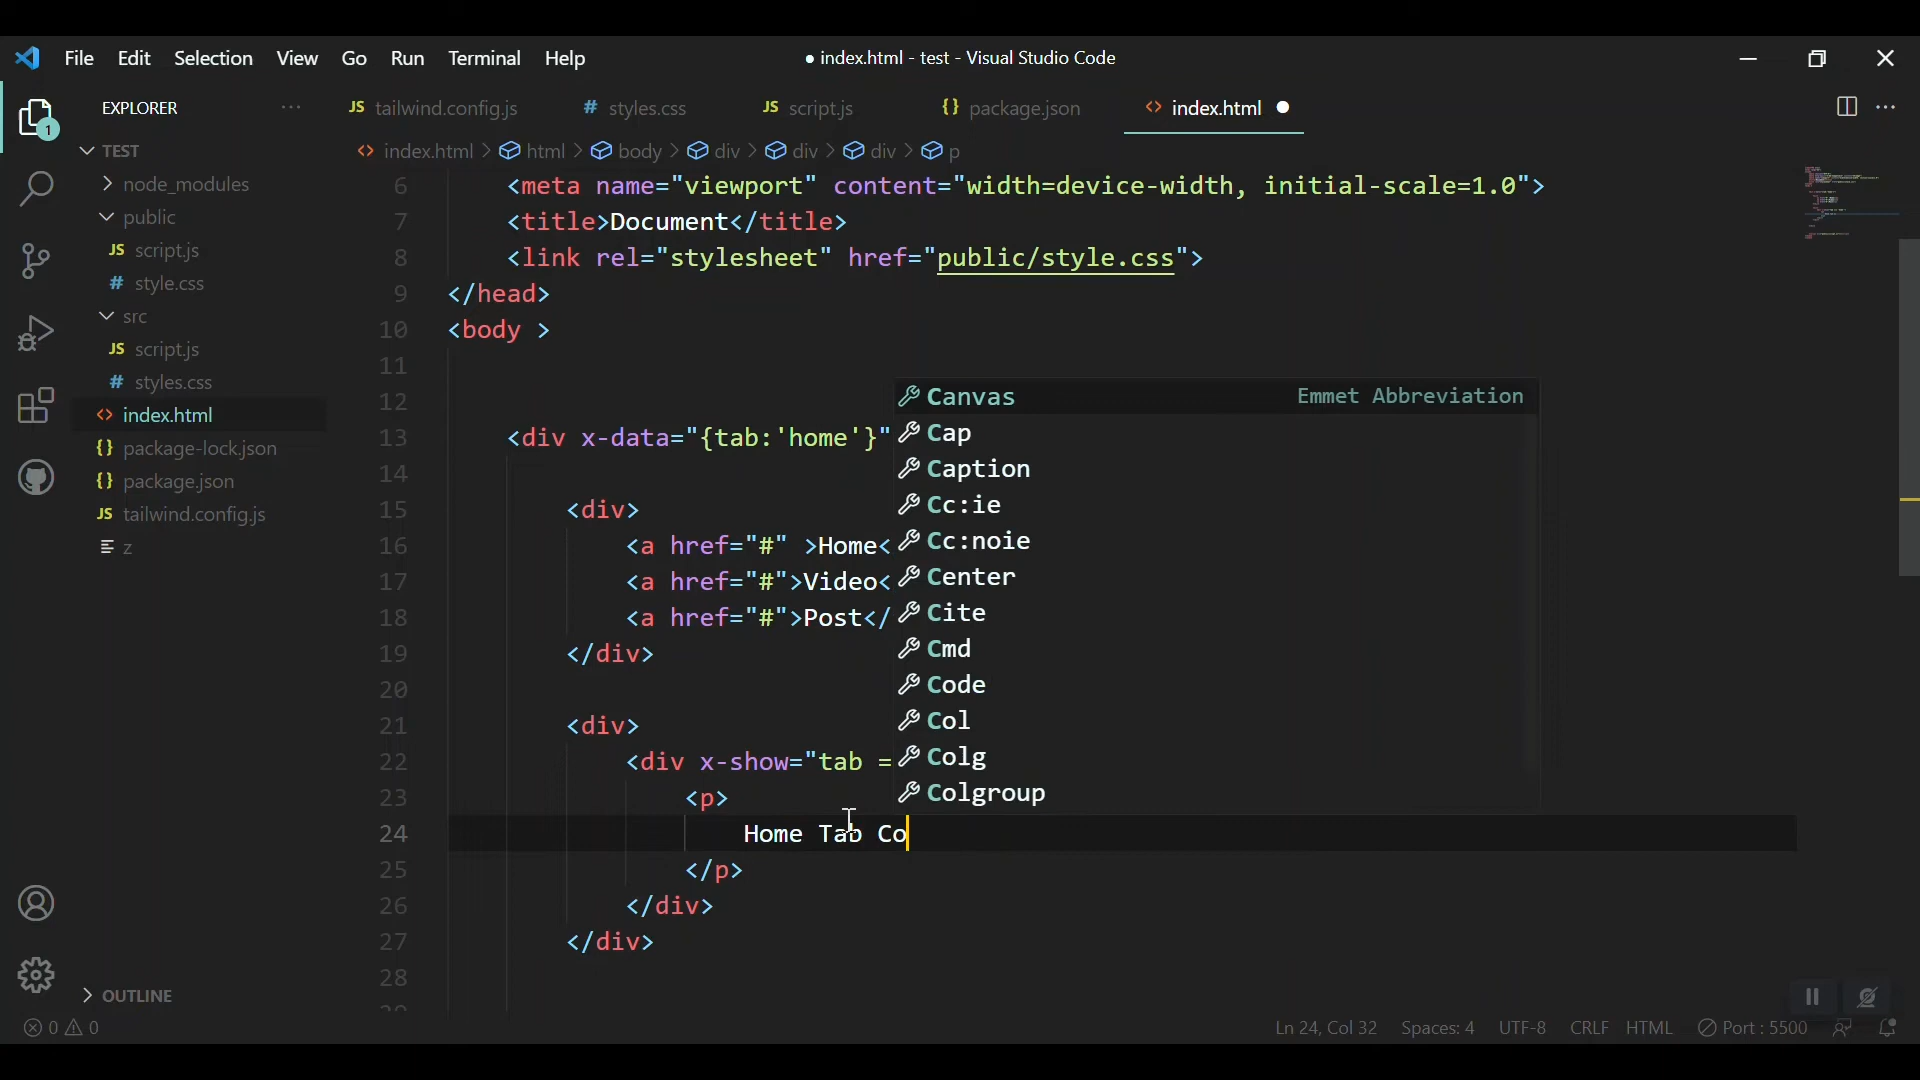 File Edit Selection View Go Run Terminal Help
● index.html - test - Visual Studio Code
EXPLORER ···
JS tailwind.config.js # styles.css JS script.js {} package.json <> index.html ●
1
TEST
<> index.html > html > body > div > div > div > p
node_modules
public
JS script.js
# style.css
src
JS script.js
# styles.css
<> index.html
{} package-lock.json
{} package.json
JS tailwind.config.js
z
OUTLINE
6 <meta name="viewport" content="width=device-width, initial-scale=1.0">
7 <title>Document</title>
8 <link rel="stylesheet" href="public/style.css">
9 </head>
10 <body >
11
12
13 <div x-data="{tab:'home'}"
14
15 <div>
16 <a href="#" >Home<
17 <a href="#">Video<
18 <a href="#">Post</
19 </div>
20
21 <div>
22 <div x-show="tab =
23 <p>
24 Home Tab Co
25 </p>
26 </div>
27 </div>
28
Canvas Emmet Abbreviation
Cap
Caption
Cc:ie
Cc:noie
Center
Cite
Cmd
Code
Col
Colg
Colgroup
0 0
Ln 24, Col 32 Spaces: 4 UTF-8 CRLF HTML Port : 5500